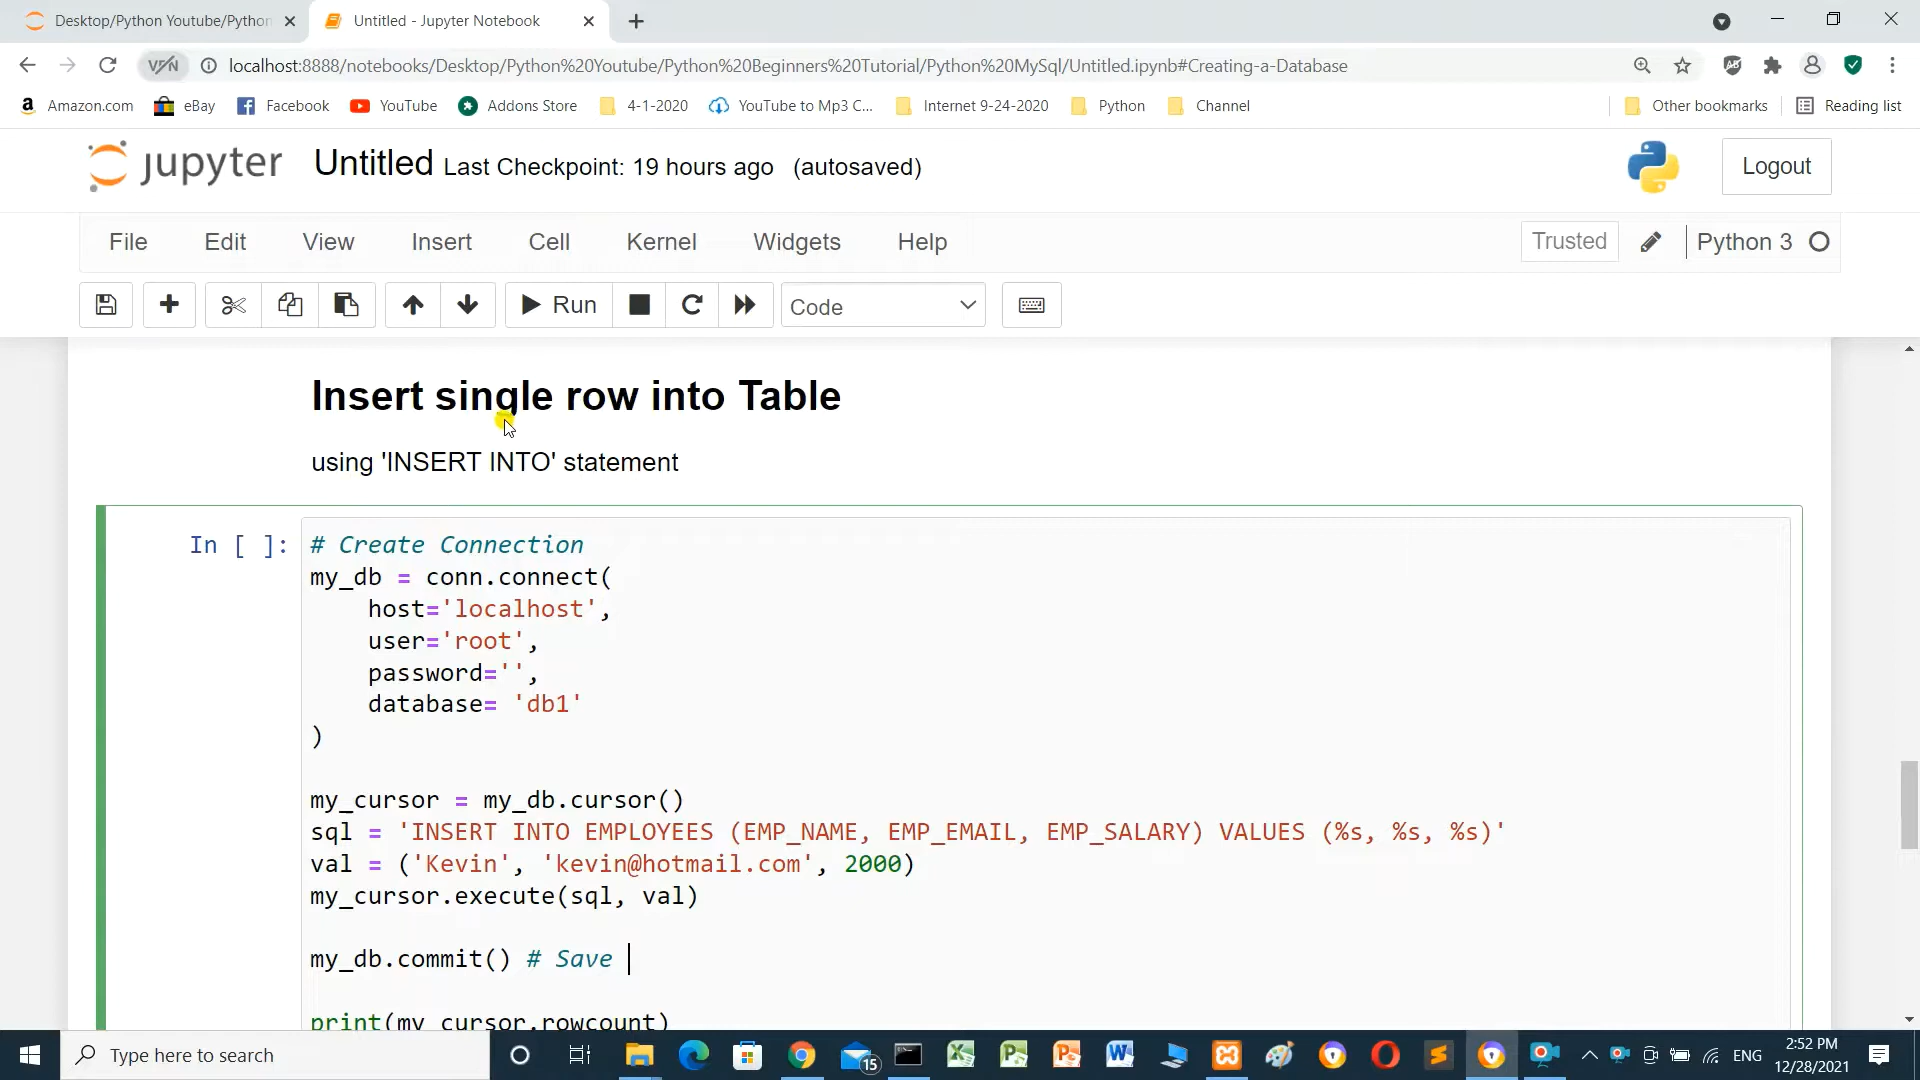 Desktop/Python Youtube/Python
Untitled - Jupyter Notebook
VPN
localhost:8888/notebooks/Desktop/Python%20Youtube/Python%20Beginners%20Tutorial/Python%20MySql/Untitled.ipynb#Creating-a-Database
Amazon.com
eBay
Facebook
YouTube
Addons Store
4-1-2020
YouTube to Mp3 C...
Internet 9-24-2020
Python
Channel
Other bookmarks
Reading list
jupyter
Untitled Last Checkpoint: 19 hours ago (autosaved)
Logout
File
Edit
View
Insert
Cell
Kernel
Widgets
Help
Trusted
Python 3
Run
Code
Insert single row into Table
using 'INSERT INTO' statement
In [ ]:
# Create Connection
my_db = conn.connect(
    host='localhost',
    user='root',
    password='',
    database= 'db1'
)
my_cursor = my_db.cursor()
sql = 'INSERT INTO EMPLOYEES (EMP_NAME, EMP_EMAIL, EMP_SALARY) VALUES (%s, %s, %s)'
val = ('Kevin', 'kevin@hotmail.com', 2000)
my_cursor.execute(sql, val)
my_db.commit() # Save
print(my_cursor.rowcount)
Type here to search
15
ENG
2:52 PM
12/28/2021